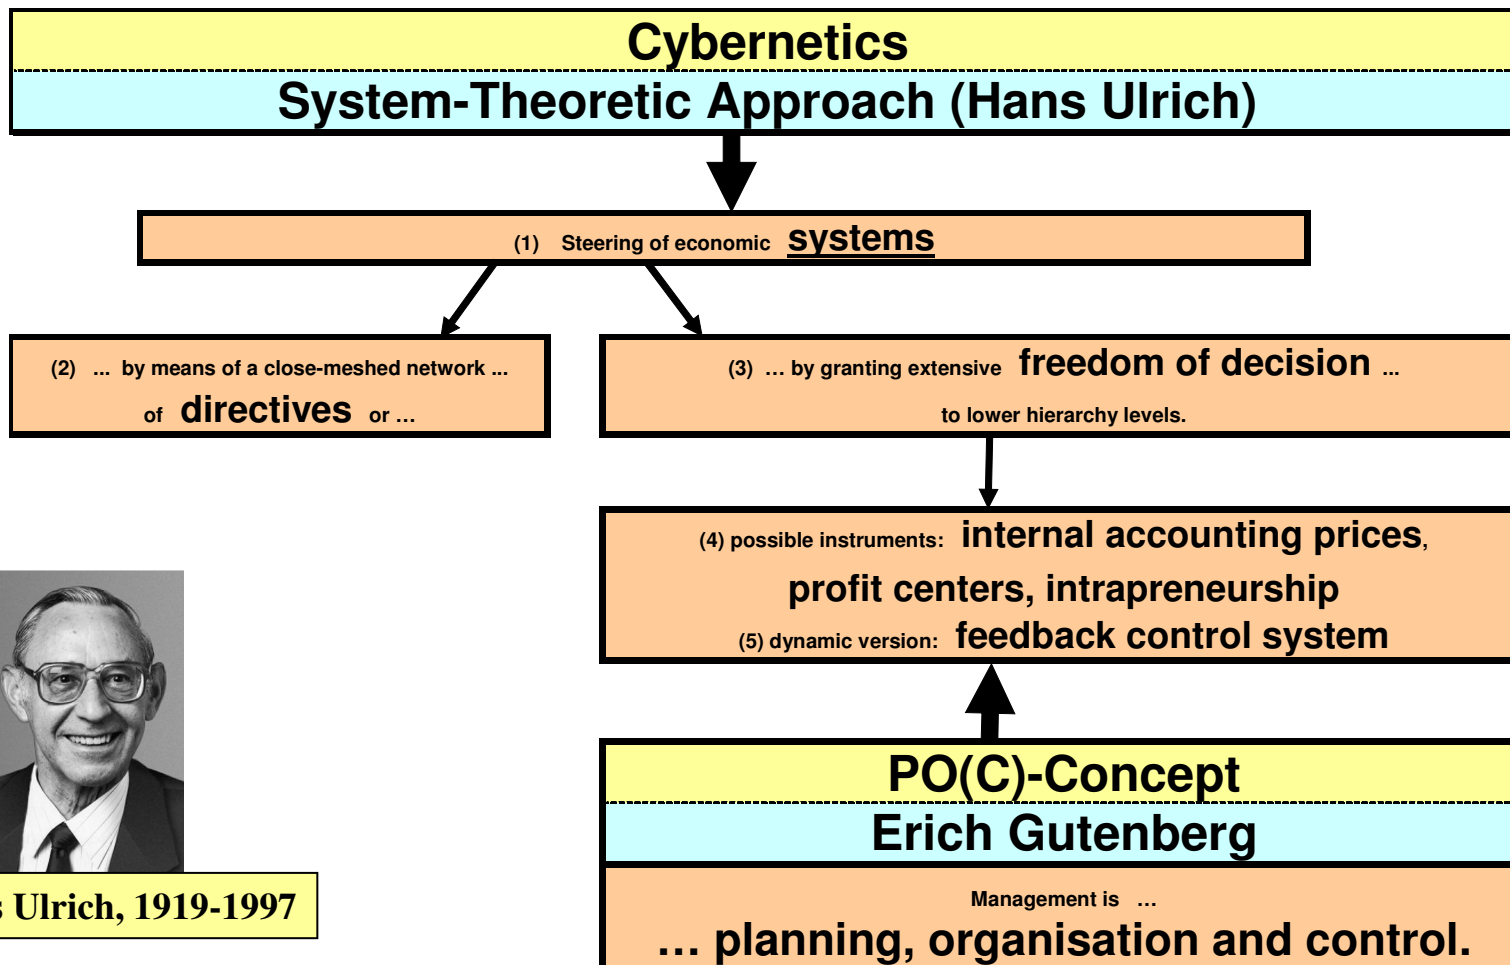 Cybernetics
System-Theoretic Approach (Hans Ulrich)
(1) Steering of economic systems
(2) ... by means of a close-meshed network ...
of directives or ...
(3) ... by granting extensive freedom of decision ...
to lower hierarchy levels.
(4) possible instruments: internal accounting prices,
profit centers, intrapreneurship
(5) dynamic version: feedback control system
PO(C)-Concept
Erich Gutenberg
Management is ...
... planning, organisation and control.
s Ulrich, 1919-1997